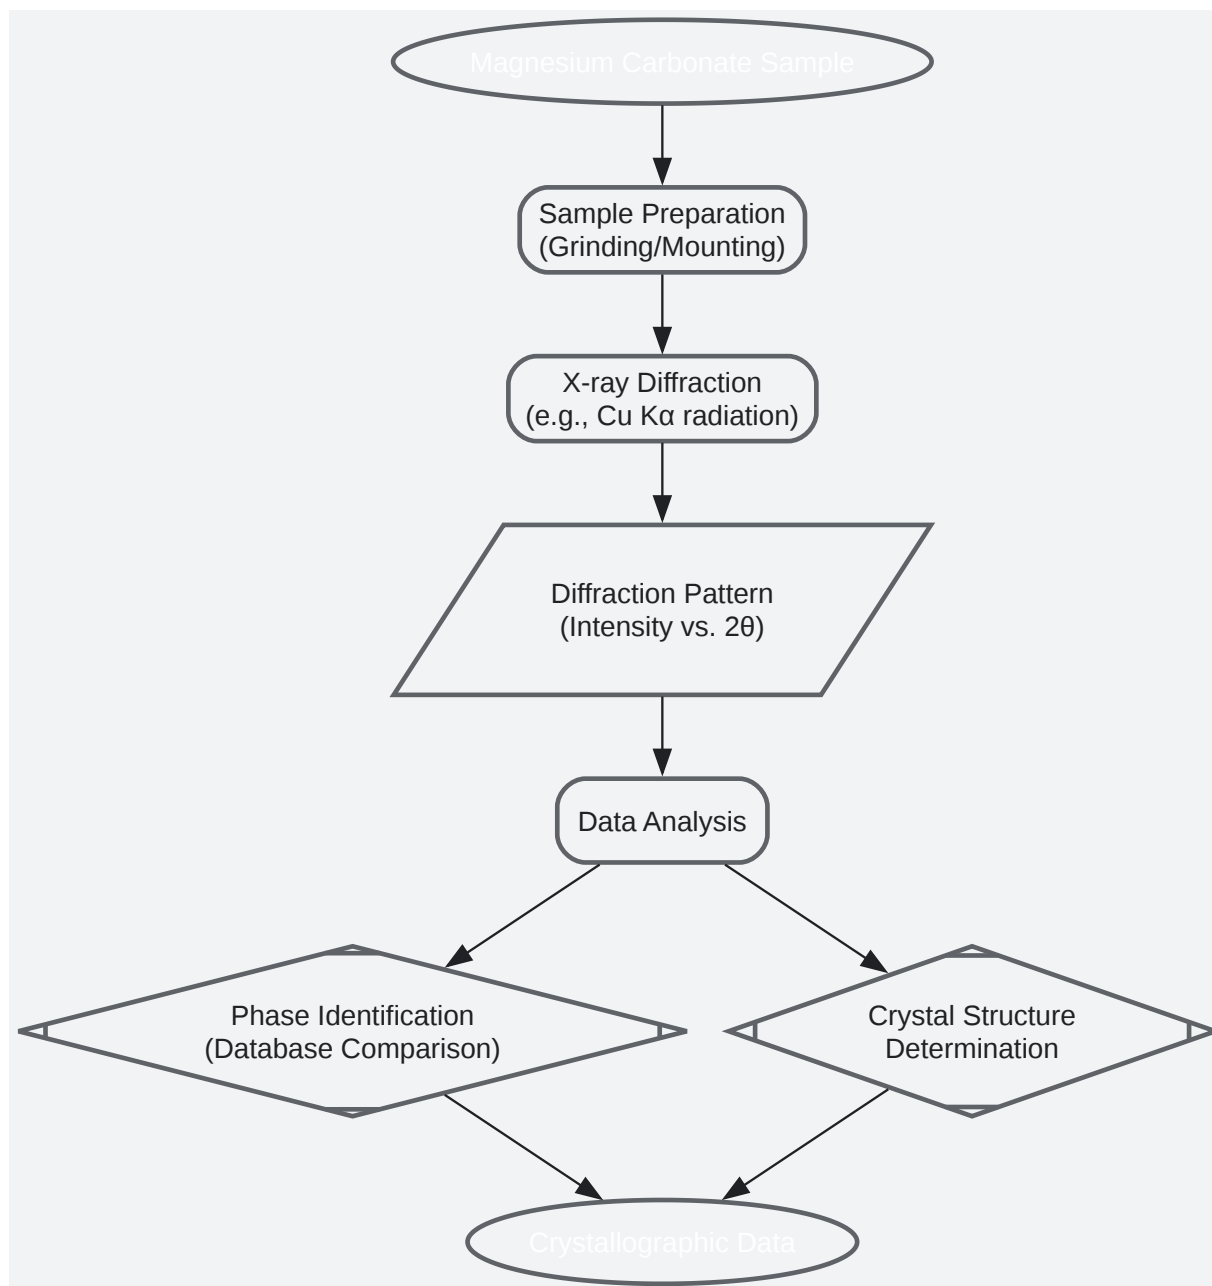 Magnesium Carbonate Sample
Sample Preparation
(Grinding/Mounting)
X-ray Diffraction
(e.g., Cu Kα radiation)
Diffraction Pattern
(Intensity vs. 2θ)
Data Analysis
Phase Identification
(Database Comparison)
Crystal Structure
Determination
Crystallographic Data